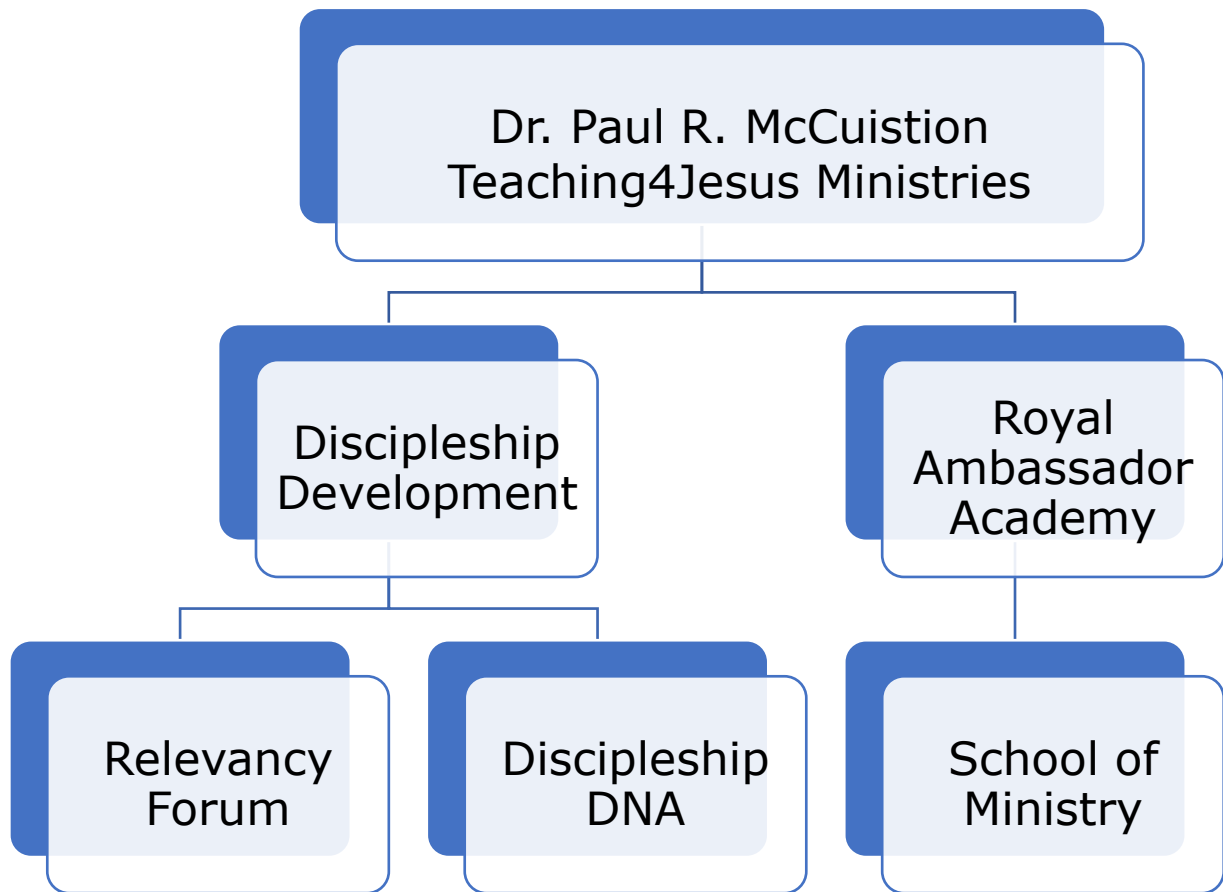 Dr. Paul R. McCuistion
Teaching4Jesus Ministries
Discipleship
Development
Royal
Ambassador
Academy
Relevancy
Forum
Discipleship
DNA
School of
Ministry